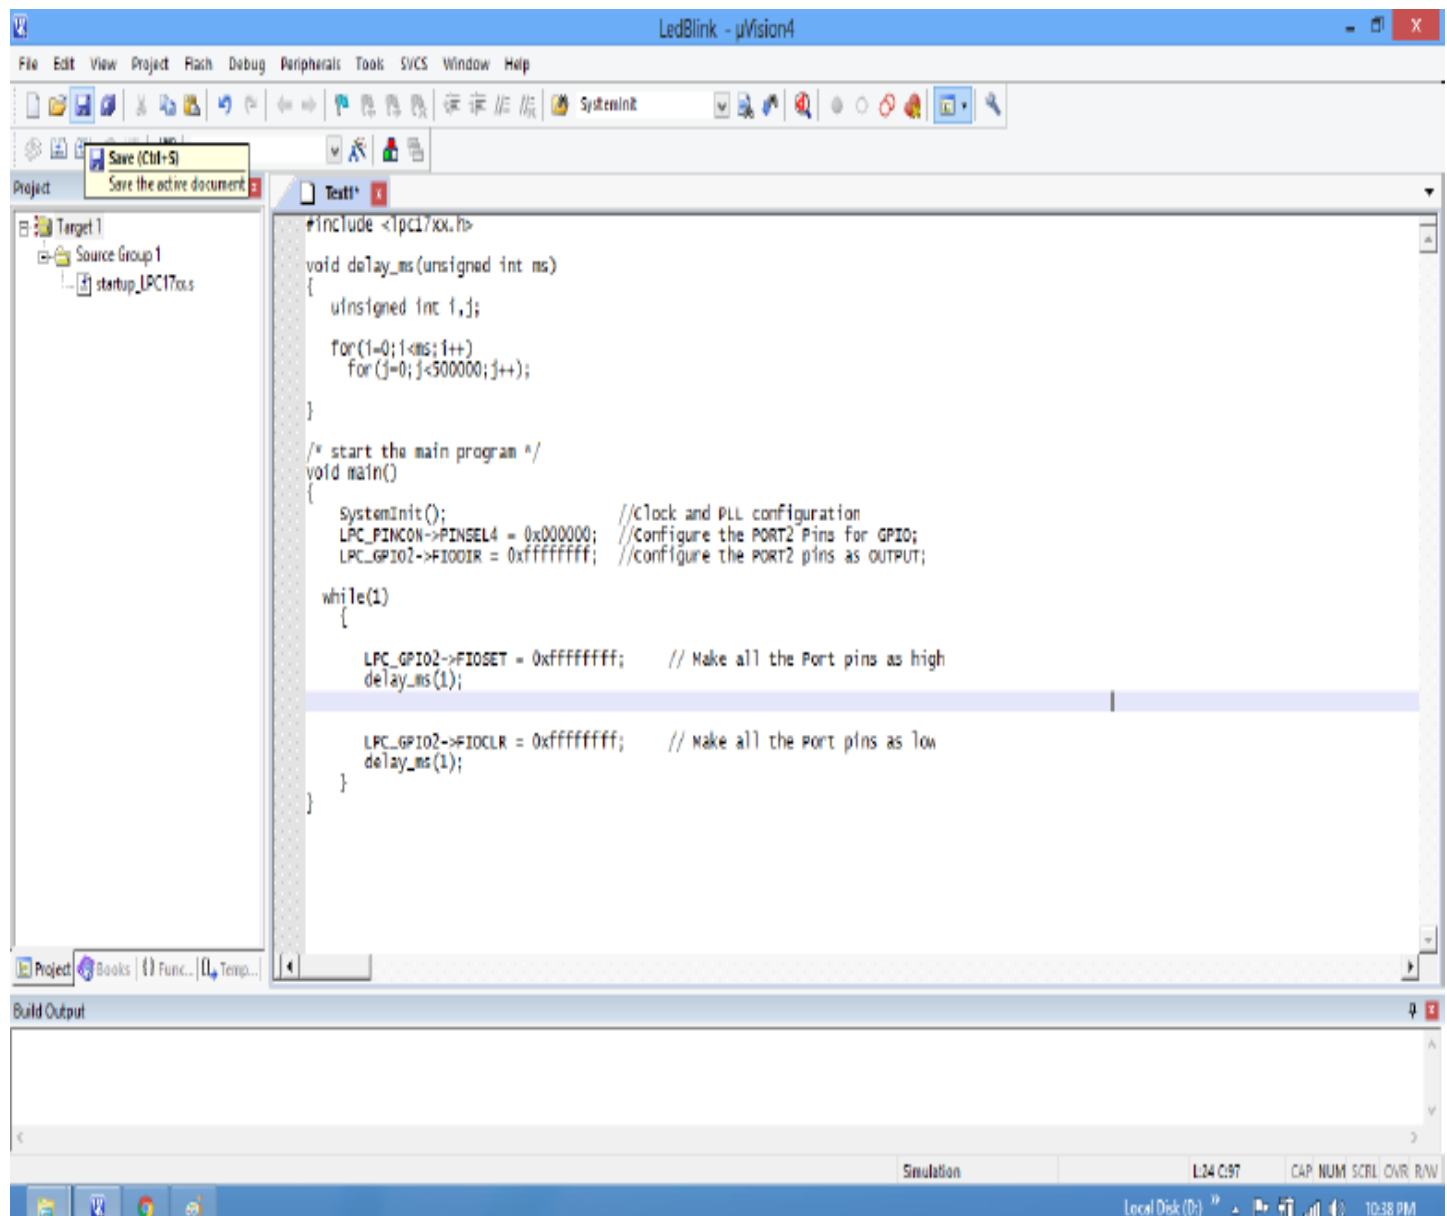 LedBlink - µVision4
File Edit View Project Flash Debug Peripherals Tools SVCS Window Help
SystemInit
Save (Ctrl+S)
Save the active document
Project
Text1*
Target 1
Source Group 1
startup_LPC17xx.s
#include <lpc17xx.h>
void delay_ms(unsigned int ms)
{
uinsigned int i,j;
for(i=0;i<ms;i++)
for(j=0;j<500000;j++);
}
/* start the main program */
void main()
{
SystemInit(); //Clock and PLL configuration
LPC_PINCON->PINSEL4 = 0x000000; //Configure the PORT2 Pins for GPIO;
LPC_GPIO2->FIODIR = 0xffffffff; //Configure the PORT2 pins as OUTPUT;
while(1)
{
LPC_GPIO2->FIOSET = 0xffffffff; // Make all the Port pins as high
delay_ms(1);
LPC_GPIO2->FIOCLR = 0xffffffff; // Make all the Port pins as low
delay_ms(1);
}
}
Project Books {} Func... Temp...
Build Output
Simulation L:24 C:97 CAP NUM SCRL OVR R/W
Local Disk (D:) 10:38 PM